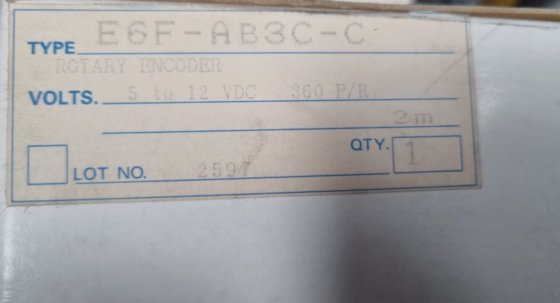 TYPE E6F-AB3C-C
ROTARY ENCODER
VOLTS. 5 to 12 VDC 360 P/R
2m
QTY. 1
LOT NO. 2597